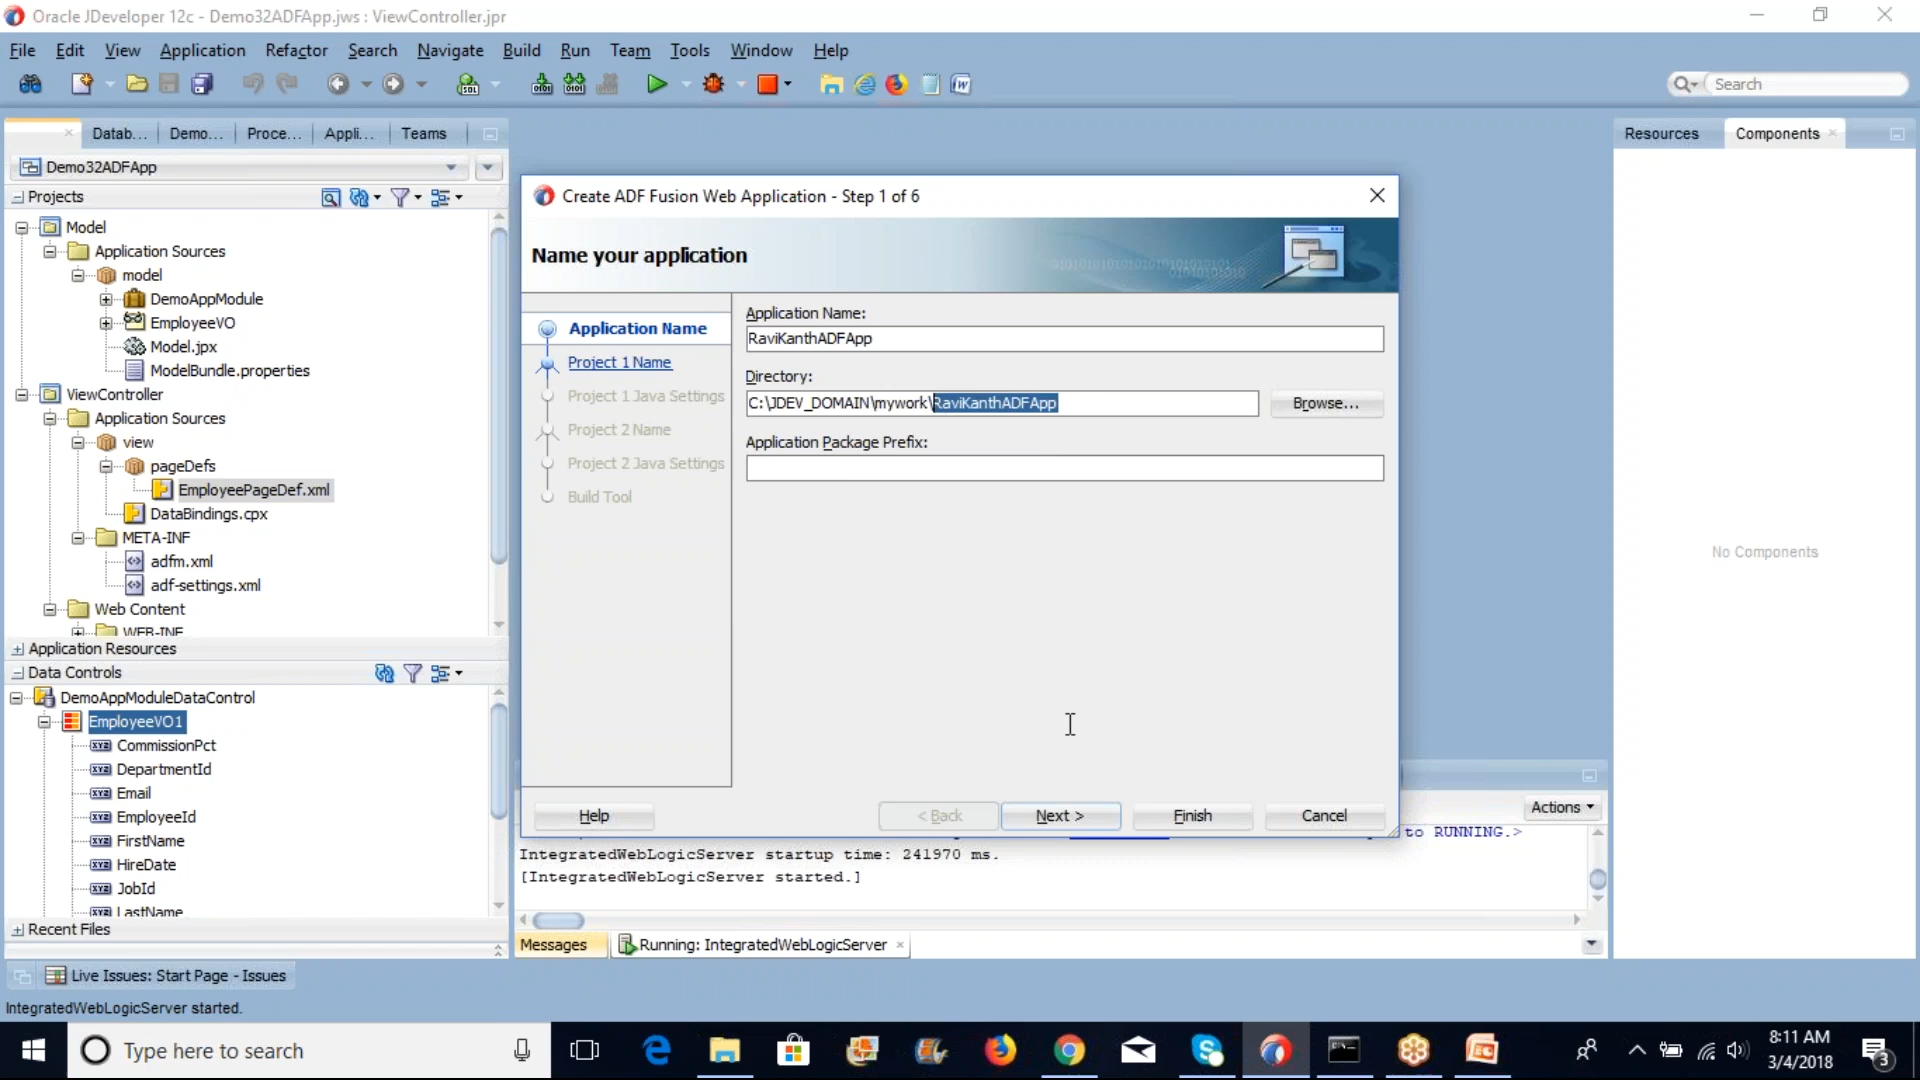 Oracle JDeveloper 12c - Demo32ADFApp.jws : ViewController.jpr
File Edit View Application Refactor Search Navigate Build Run Team Tools Window Help
Search
Datab... Demo... Proce... Appli... Teams
Resources Components
Demo32ADFApp
Projects
Model
Application Sources
model
DemoAppModule
EmployeeVO
Model.jpx
ModelBundle.properties
ViewController
Application Sources
view
pageDefs
EmployeePageDef.xml
DataBindings.cpx
META-INF
adfm.xml
adf-settings.xml
Web Content
WEB-INF
Application Resources
Data Controls
DemoAppModuleDataControl
EmployeeVO1
CommissionPct
DepartmentId
Email
EmployeeId
FirstName
HireDate
JobId
LastName
Recent Files
Create ADF Fusion Web Application - Step 1 of 6
Name your application
Application Name
Project 1 Name
Project 1 Java Settings
Project 2 Name
Project 2 Java Settings
Build Tool
Application Name:
RaviKanthADFApp
Directory:
C:\JDEV_DOMAIN\mywork\RaviKanthADFApp
Browse...
Application Package Prefix:
Help < Back Next > Finish Cancel
No Components
Actions
to RUNNING.>
IntegratedWebLogicServer startup time: 241970 ms.
[IntegratedWebLogicServer started.]
Messages Running: IntegratedWebLogicServer
Live Issues: Start Page - Issues
IntegratedWebLogicServer started.
Type here to search
8:11 AM
3/4/2018
3